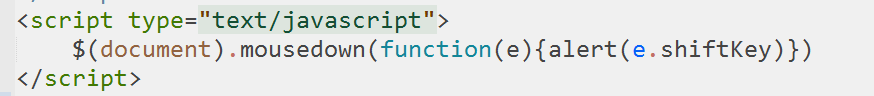 <script type="text/javascript">
$(document).mousedown(function(e){alert(e.shiftKey)})
</script>